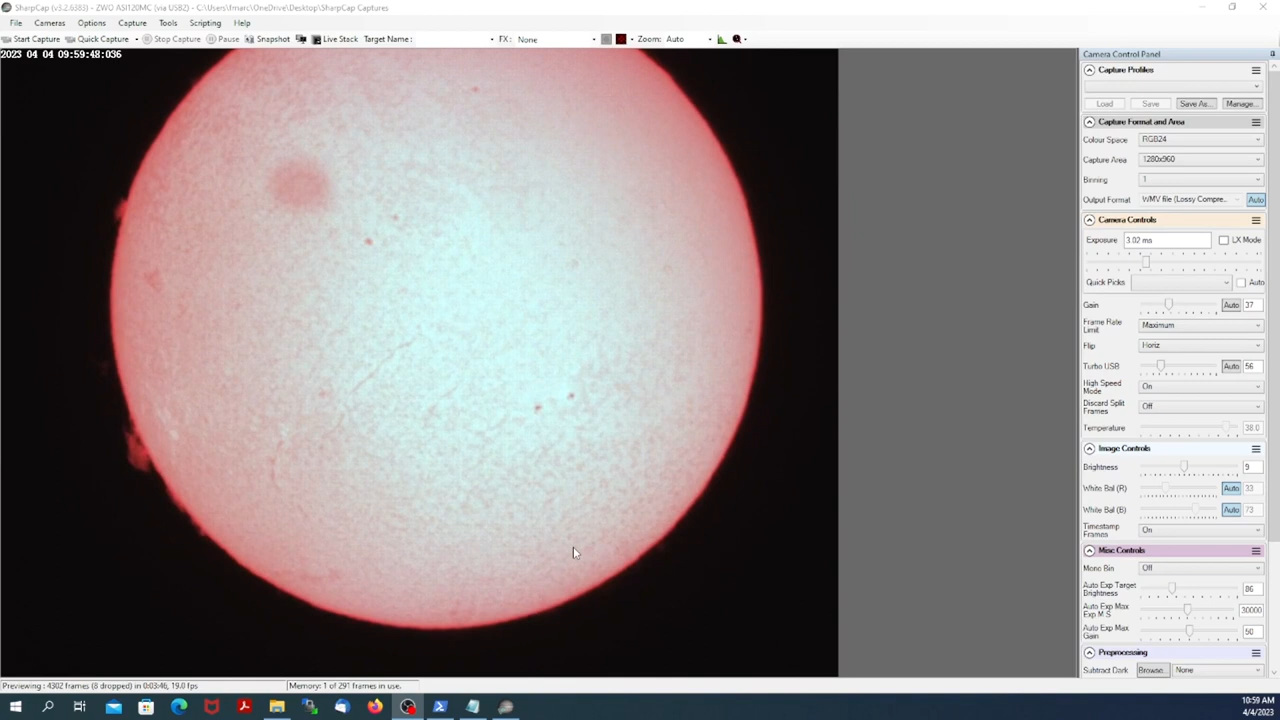 SharpCap (v3.2.6383) - ZWO ASI120MC (via USB2) - C:\Users\fmarc\OneDrive\Desktop\SharpCap Captures
File Cameras Options Capture Tools Scripting Help
Start Capture Quick Capture Stop Capture Pause Snapshot Live Stack Target Name : FX : None Zoom: Auto
2023 04 04 09:59:48:036
Camera Control Panel
Capture Profiles
Load Save Save As... Manage...
Capture Format and Area
Colour Space RGB24
Capture Area 1280x960
Binning 1
Output Format WMV file (Lossy Compre... Auto
Camera Controls
Exposure 3.02 ms LX Mode
Quick Picks Auto
Gain Auto 37
Frame Rate
Limit Maximum
Flip Horiz
Turbo USB Auto 56
High Speed
Mode On
Discard Split
Frames Off
Temperature 38.0
Image Controls
Brightness 9
White Bal (R) Auto 33
White Bal (B) Auto 73
Timestamp
Frames On
Misc Controls
Mono Bin Off
Auto Exp Target
Brightness 86
Auto Exp Max
Exp M S 30000
Auto Exp Max
Gain 50
Preprocessing
Subtract Dark Browse... None
Previewing : 4302 frames (8 dropped) in 0:03:46, 19.0 fps Memory: 1 of 291 frames in use.
10:59 AM
4/4/2023